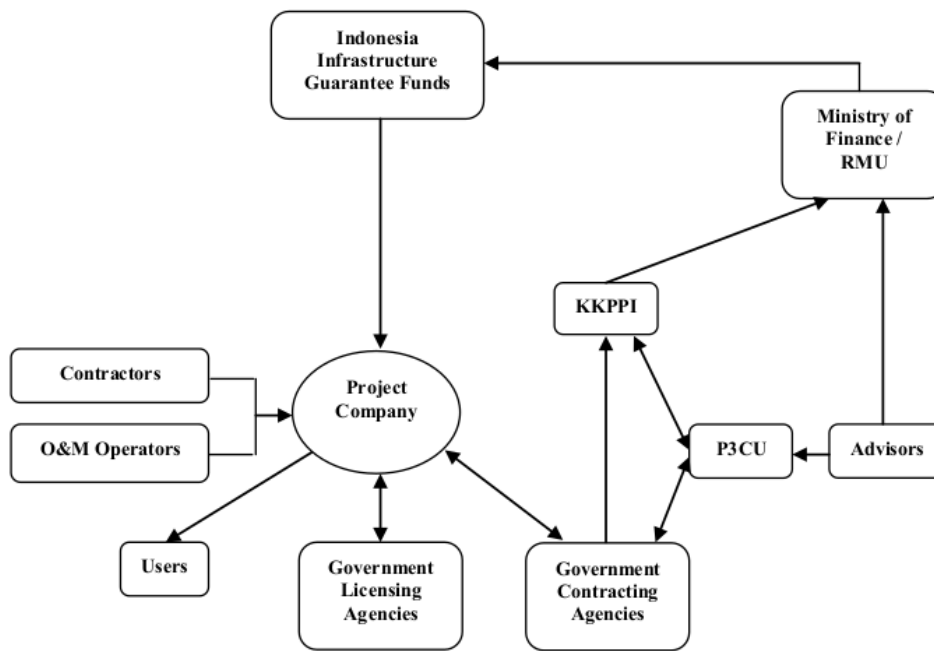 Indonesia
Infrastructure
Guarantee Funds
Ministry of
Finance /
RMU
KKPPI
Contractors
Project
Company
O&M Operators
P3CU
Advisors
Users
Government
Licensing
Agencies
Government
Contracting
Agencies